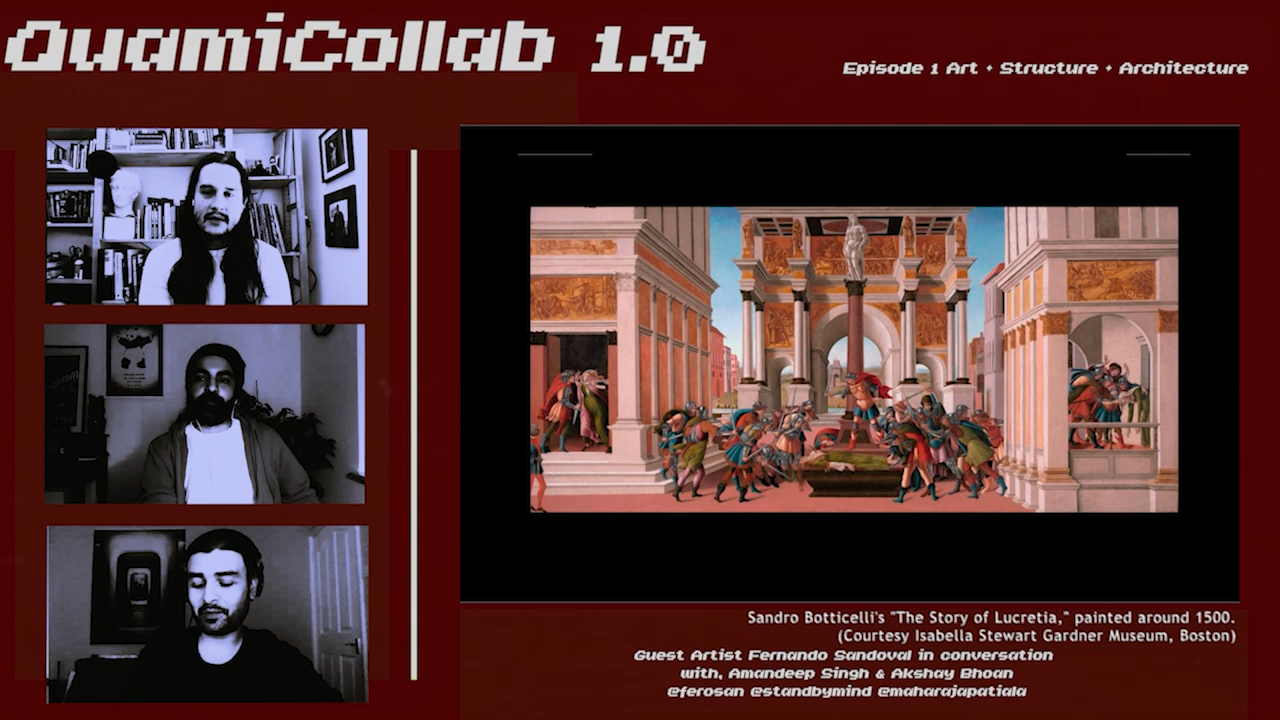 QuamiCollab 1.0
Episode 1 Art • Structure • Architecture
Sandro Botticelli's "The Story of Lucretia," painted around 1500.
(Courtesy Isabella Stewart Gardner Museum, Boston)
Guest Artist Fernando Sandoval in conversation
with, Amandeep Singh & Akshay Bhoan
@ferosan @standbymind @maharajapatiala